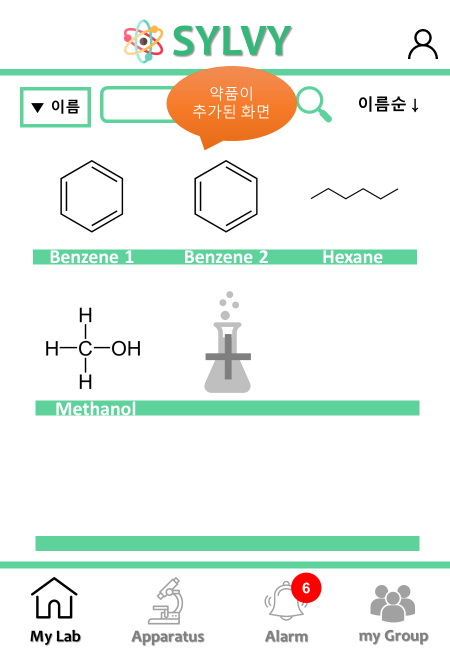 SYLVY
약품이
추가된 화면
▼ 이름
이름순↓
Benzene 1
Benzene 2
Hexane
H
H C OH
H
Methanol
6
My Lab
Apparatus
Alarm
my Group